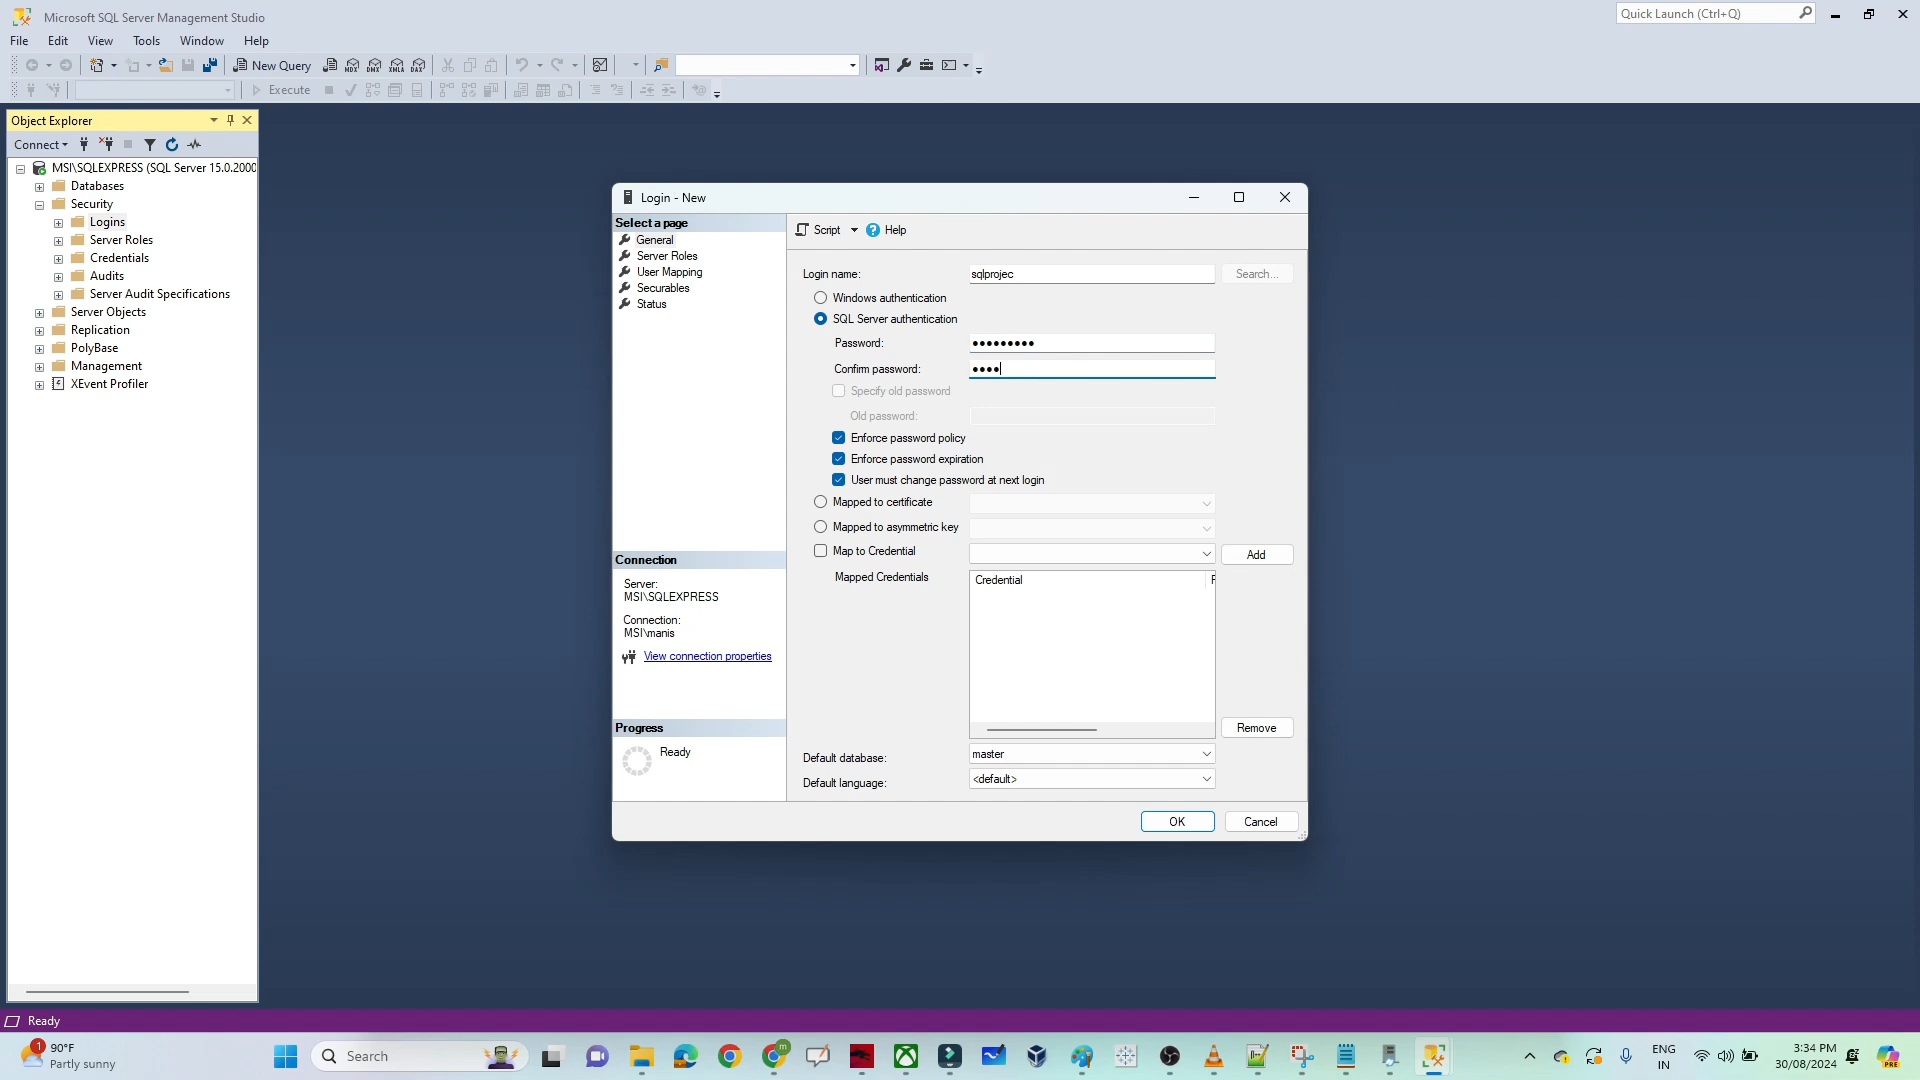 Microsoft SQL Server Management Studio
Quick Launch (Ctrl+Q)
File Edit View Tools Window Help
New Query
MDX DMX XMLA DAX
Execute
Object Explorer
Connect
MSI\SQLEXPRESS (SQL Server 15.0.2000
Databases
Security
Logins
Server Roles
Credentials
Audits
Server Audit Specifications
Server Objects
Replication
PolyBase
Management
XEvent Profiler
Login - New
Select a page
General
Server Roles
User Mapping
Securables
Status
Connection
Server:
MSI\SQLEXPRESS
Connection:
MSI\manis
View connection properties
Progress
Ready
Script Help
Login name: sqlprojec Search...
Windows authentication
SQL Server authentication
Password: •••••••••
Confirm password: ••••
Specify old password
Old password:
Enforce password policy
Enforce password expiration
User must change password at next login
Mapped to certificate
Mapped to asymmetric key
Map to Credential Add
Mapped Credentials Credential
Remove
Default database: master
Default language: <default>
OK Cancel
Ready
1 90°F
Partly sunny
Search
m
ENG
IN
3:34 PM
30/08/2024
PRE